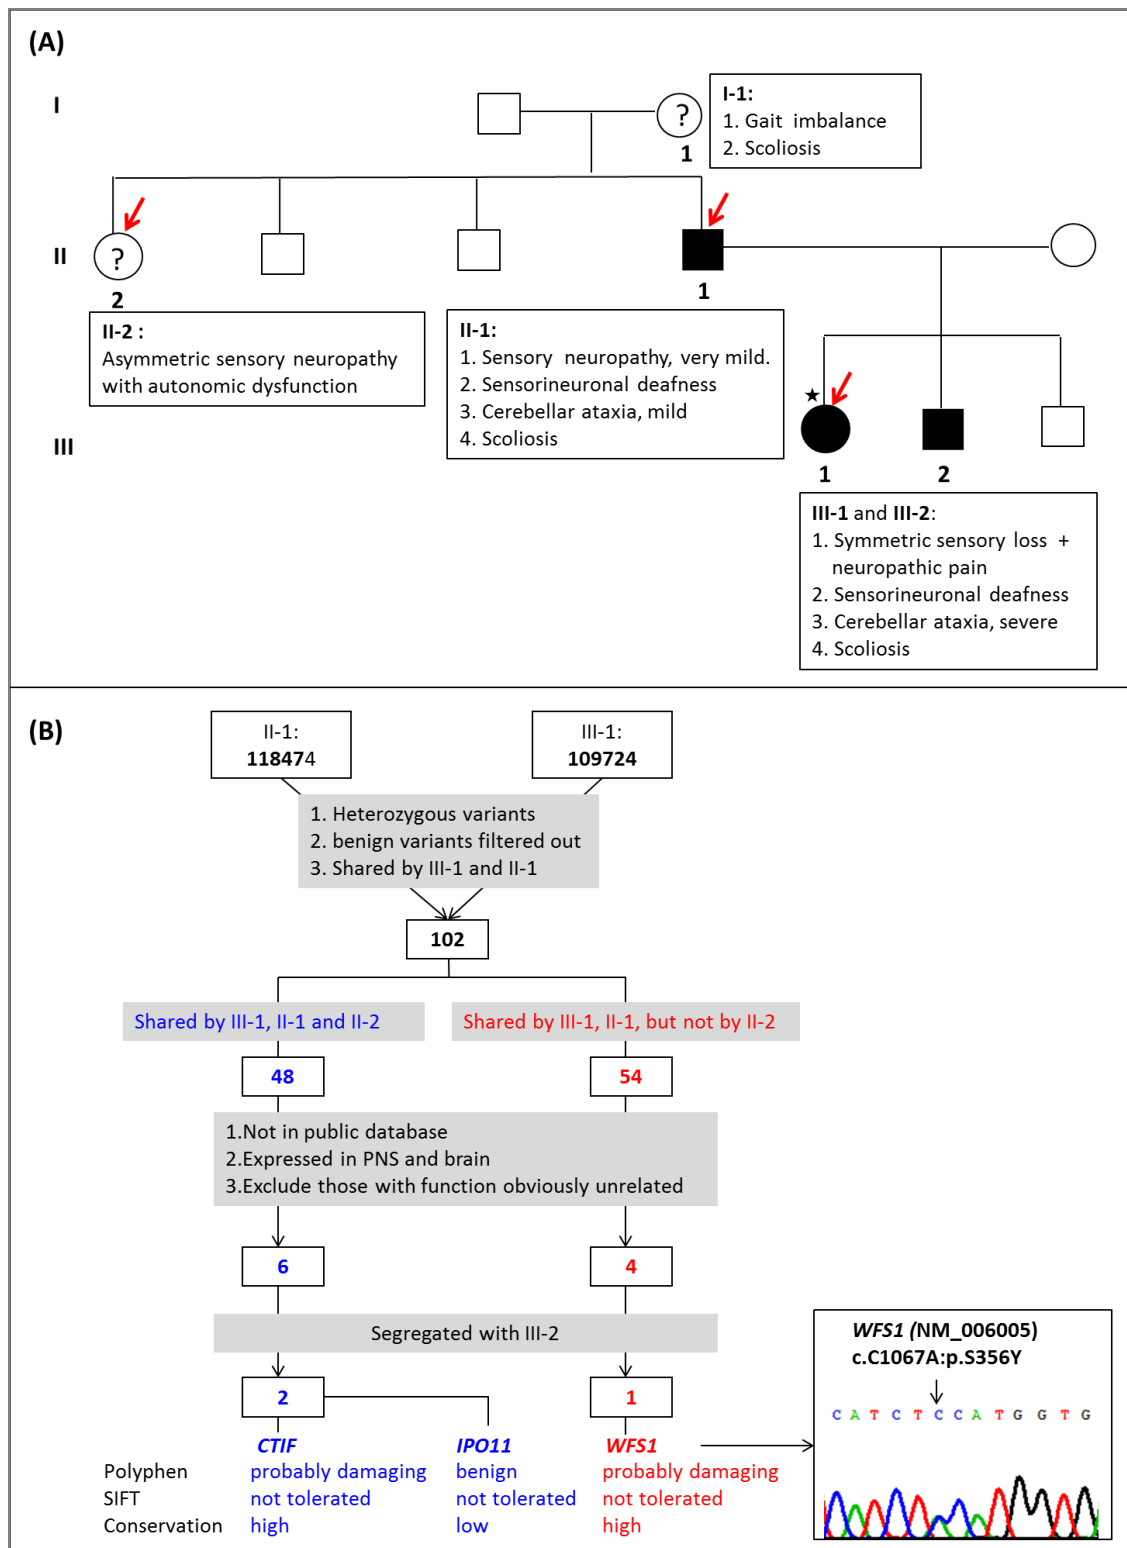 (A)
I
?
1
I-1:
1. Gait imbalance
2. Scoliosis
II
?
2
1
II-2 :
Asymmetric sensory neuropathy
with autonomic dysfunction
II-1:
1. Sensory neuropathy, very mild.
2. Sensorineuronal deafness
3. Cerebellar ataxia, mild
4. Scoliosis
III
★
1
2
III-1 and III-2:
1. Symmetric sensory loss +
neuropathic pain
2. Sensorineuronal deafness
3. Cerebellar ataxia, severe
4. Scoliosis
(B)
II-1:
118474
III-1:
109724
1. Heterozygous variants
2. benign variants filtered out
3. Shared by III-1 and II-1
102
Shared by III-1, II-1 and II-2
Shared by III-1, II-1, but not by II-2
48
54
1.Not in public database
2.Expressed in PNS and brain
3.Exclude those with function obviously unrelated
6
4
Segregated with III-2
2
1
CTIF IPO11 WFS1
Polyphen probably damaging benign probably damaging
SIFT not tolerated not tolerated not tolerated
Conservation high low high
WFS1 (NM_006005)
c.C1067A:p.S356Y
C A T C T C C A T G G T G